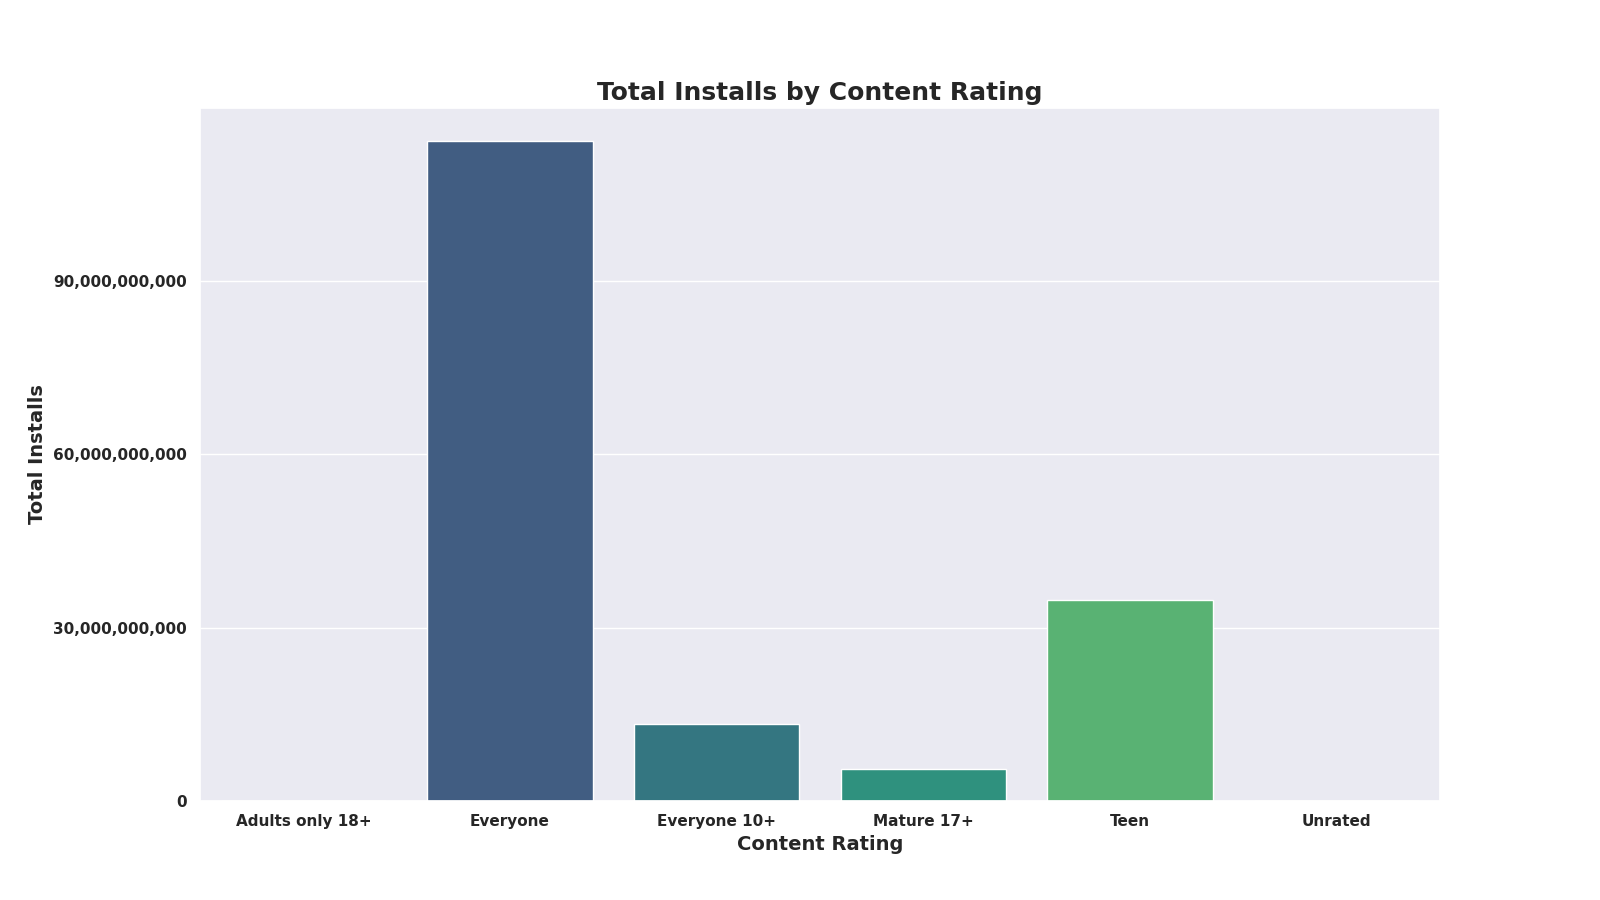 Total Installs by Content Rating
90,000,000,000
60,000,000,000
30,000,000,000
0
Total Installs
Adults only 18+ Everyone Everyone 10+ Mature 17+ Teen Unrated
Content Rating